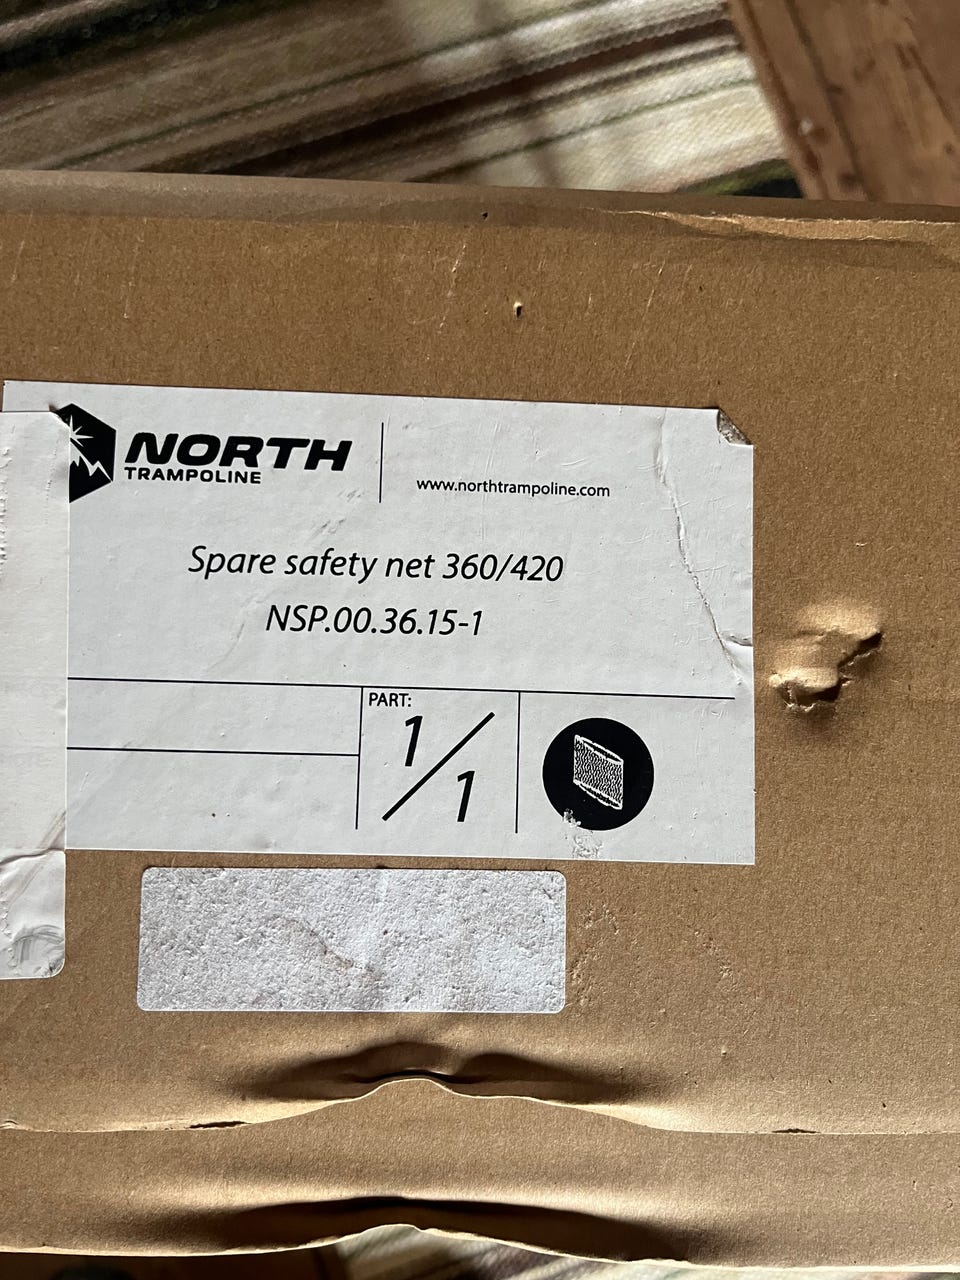 NORTH
TRAMPOLINE
www.northtrampoline.com
Spare safety net 360/420
NSP.00.36.15-1
PART:
1/1